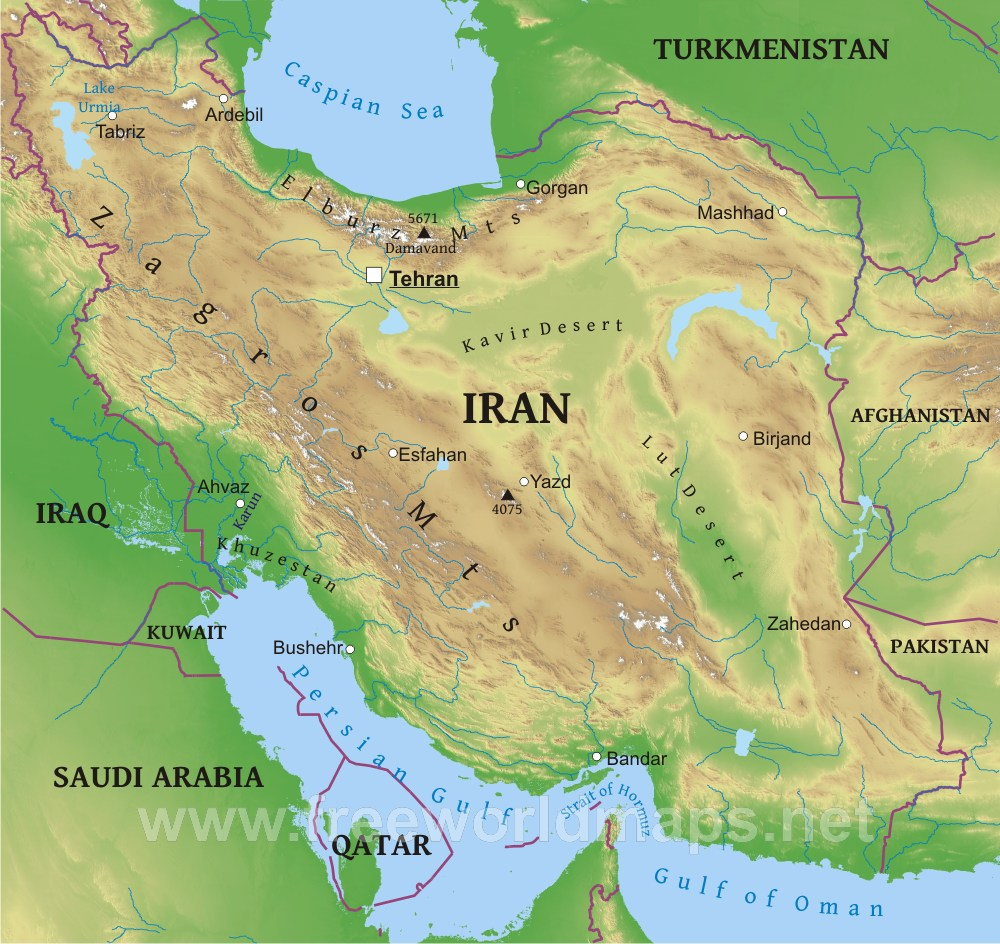 TURKMENISTAN
Caspian Sea
Lake
Urmia
Tabriz
Ardebil
Gorgan
Elburz Mts
5671
Damavand
Mashhad
Tehran
Zagros Mts
Kavir Desert
IRAN
AFGHANISTAN
Birjand
Lut Desert
Esfahan
Yazd
4075
Ahvaz
Karun
IRAQ
Khuzestan
KUWAIT
Zahedan
PAKISTAN
Bushehr
Persian Gulf
Bandar
SAUDI ARABIA
Strait of Hormuz
www.freeworldmaps.net
QATAR
Gulf of Oman